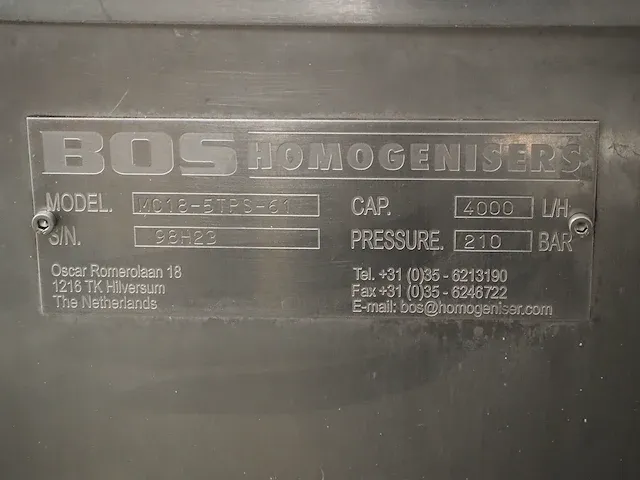 BOS HOMOGENISERS
MODEL. MC18-5TPS-61 CAP. 4000 L/H
S/N. 98H23 PRESSURE. 210 BAR
Oscar Romerolaan 18
1216 TK Hilversum
The Netherlands
Tel. +31 (0)35 - 6213190
Fax +31 (0)35 - 6246722
E-mail: bos@homogeniser.com